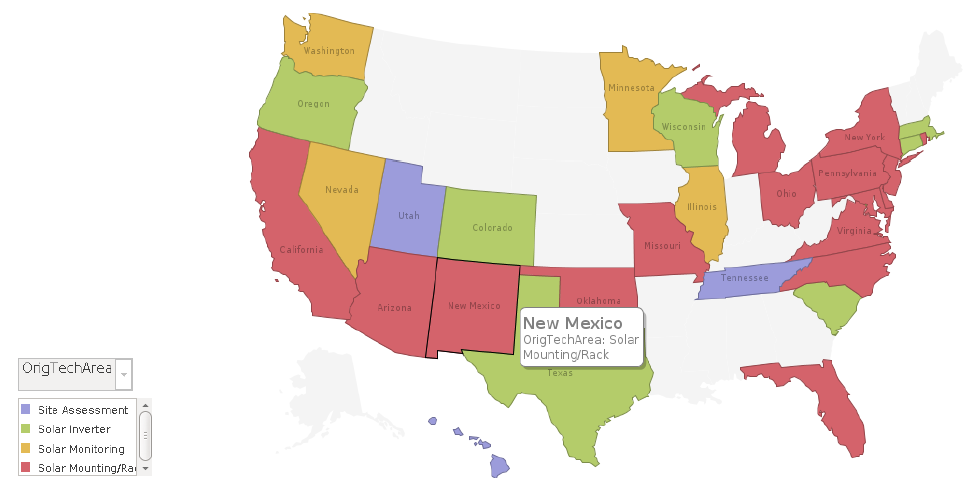 Washington
Oregon
Minnesota
Wisconsin
New York
Pennsylvania
Ohio
Nevada
Utah
Illinois
Colorado
Virginia
California
Missouri
Tennessee
Arizona
New Mexico
Oklahoma
New Mexico
OrigTechArea: Solar
Mounting/Rack
Texas
OrigTechArea
Site Assessment
Solar Inverter
Solar Monitoring
Solar Mounting/Rac